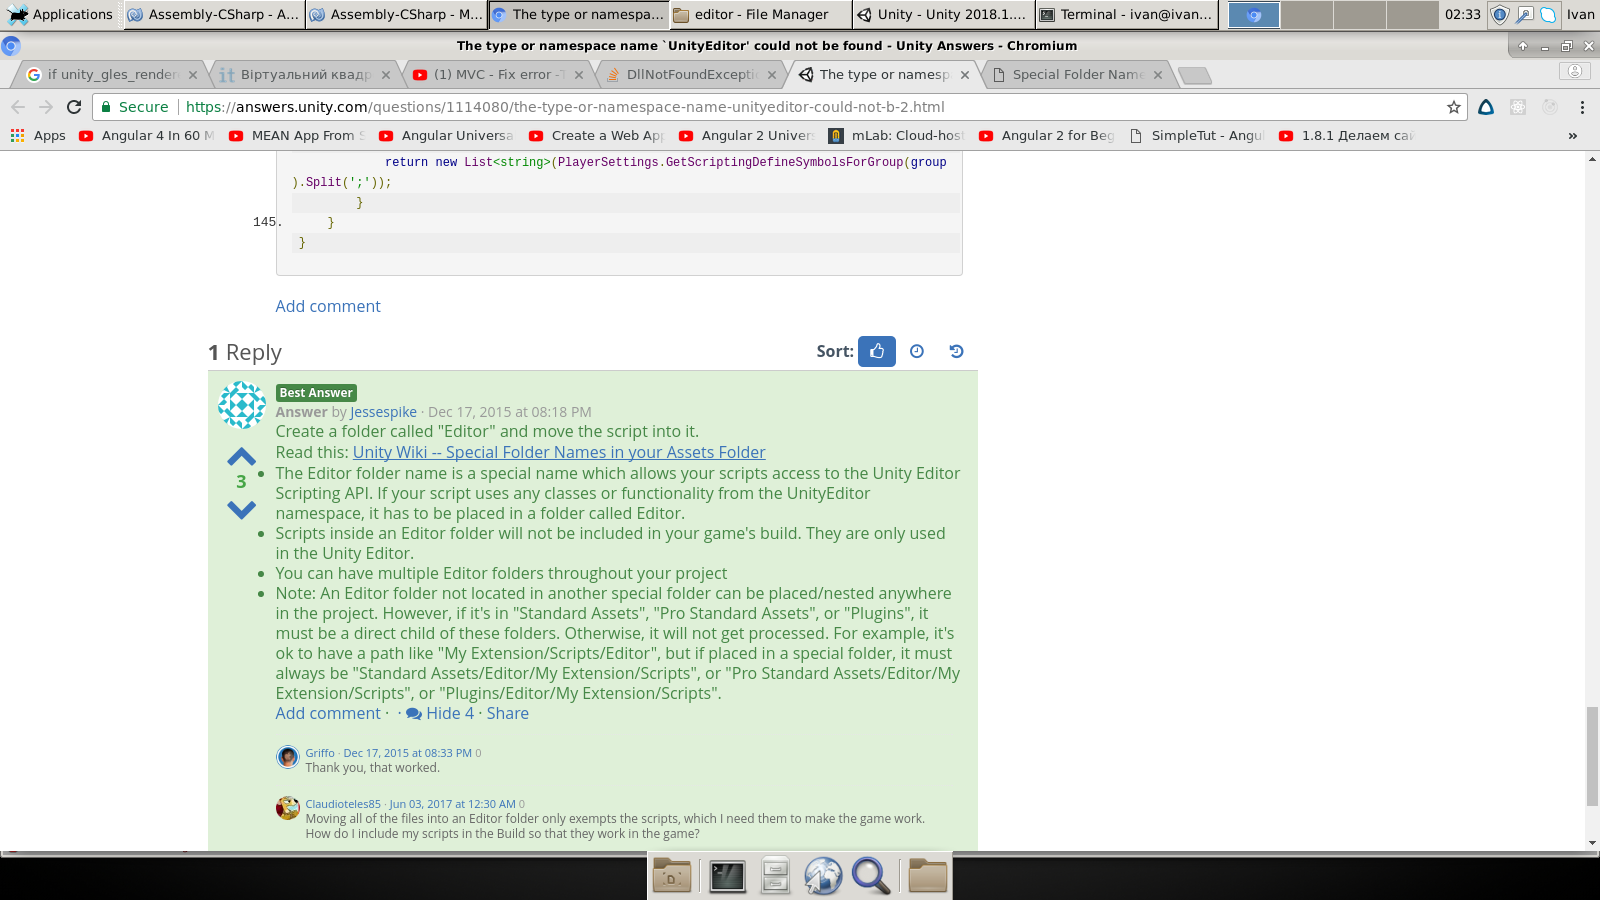 Applications
Assembly-CSharp - A...
Assembly-CSharp - M...
The type or namespa...
editor - File Manager
Unity - Unity 2018.1....
Terminal - ivan@ivan...
02:33
Ivan
The type or namespace name `UnityEditor' could not be found - Unity Answers - Chromium
if unity_gles_render
Віртуальний квадр
(1) MVC - Fix error -T
DllNotFoundExcepti
The type or namesp
Special Folder Name
Secure
https://answers.unity.com/questions/1114080/the-type-or-namespace-name-unityeditor-could-not-b-2.html
Apps
Angular 4 In 60 M
MEAN App From S
Angular Universa
Create a Web App
Angular 2 Univer
mLab: Cloud-host
Angular 2 for Beg
SimpleTut - Angul
1.8.1 Делаем сай
»
return new List<string>(PlayerSettings.GetScriptingDefineSymbolsForGroup(group
).Split(';'));
}
145. }
}
Add comment
1 Reply
Sort:
Best Answer
Answer by Jessespike · Dec 17, 2015 at 08:18 PM
Create a folder called "Editor" and move the script into it.
Read this: Unity Wiki -- Special Folder Names in your Assets Folder
3
• The Editor folder name is a special name which allows your scripts access to the Unity Editor
Scripting API. If your script uses any classes or functionality from the UnityEditor
namespace, it has to be placed in a folder called Editor.
• Scripts inside an Editor folder will not be included in your game's build. They are only used
in the Unity Editor.
• You can have multiple Editor folders throughout your project
• Note: An Editor folder not located in another special folder can be placed/nested anywhere
in the project. However, if it's in "Standard Assets", "Pro Standard Assets", or "Plugins", it
must be a direct child of these folders. Otherwise, it will not get processed. For example, it's
ok to have a path like "My Extension/Scripts/Editor", but if placed in a special folder, it must
always be "Standard Assets/Editor/My Extension/Scripts", or "Pro Standard Assets/Editor/My
Extension/Scripts", or "Plugins/Editor/My Extension/Scripts".
Add comment · · Hide 4 · Share
Griffo · Dec 17, 2015 at 08:33 PM 0
Thank you, that worked.
Claudioteles85 · Jun 03, 2017 at 12:30 AM 0
Moving all of the files into an Editor folder only exempts the scripts, which I need them to make the game work.
How do I include my scripts in the Build so that they work in the game?